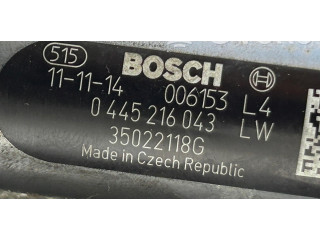 515 BOSCH
11-11-14 006153 L4
0 445 216 043 LW
35022118G
Made in Czech Republic